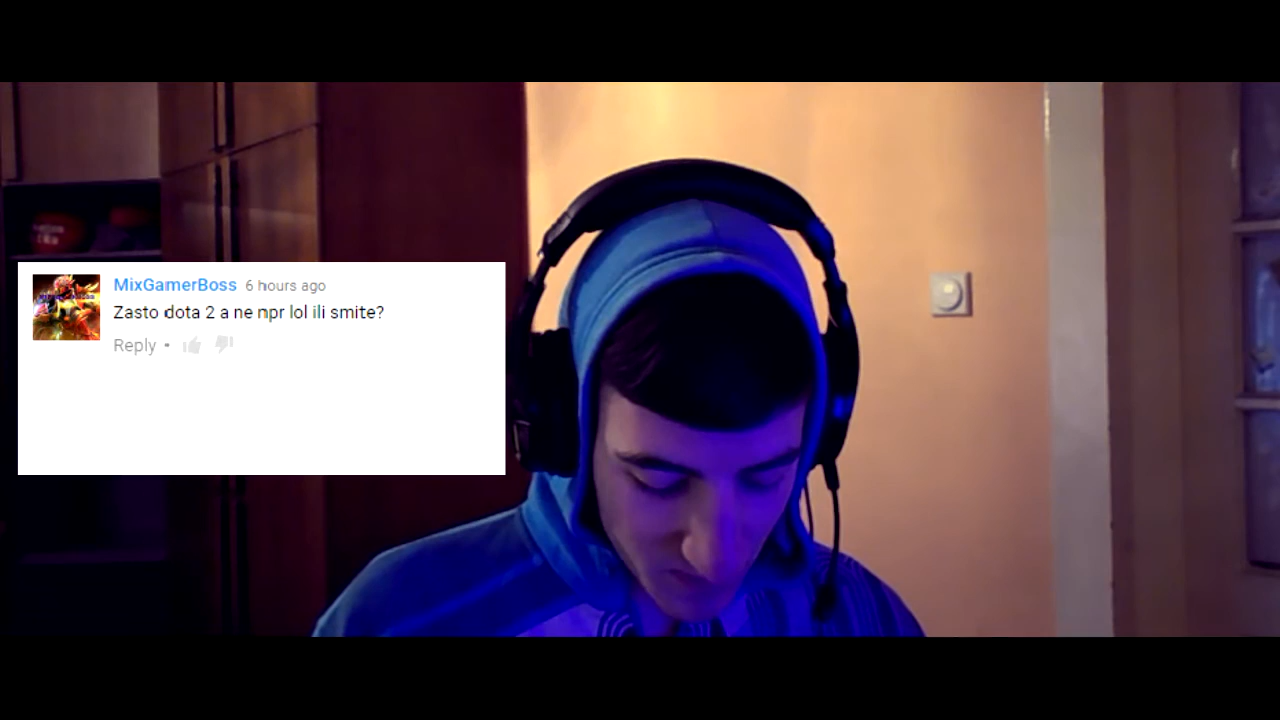 MixGamerBoss 6 hours ago
Zasto dota 2 a ne npr lol ili smite?
Reply •